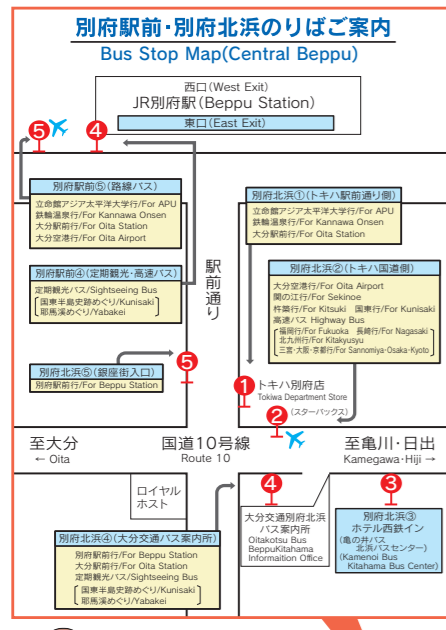 別府駅前・別府北浜のりばご案内
Bus Stop Map(Central Beppu)
西口(West Exit)
JR別府駅(Beppu Station)
東口(East Exit)
5
4
別府駅前⑤(路線バス)
立命館アジア太平洋大学行/For APU
鉄輪温泉行/For Kannawa Onsen
大分駅前行/For Oita Station
大分空港行/For Oita Airport
別府駅前④(定期観光・高速バス)
定期観光バス/Sightseeing Bus
国東半島史跡めぐり/Kunisaki
耶馬溪めぐり/Yabakei
別府北浜⑤(銀座街入口)
別府駅前行/For Beppu Station
5
駅前通り
別府北浜①(トキハ駅前通り側)
立命館アジア太平洋大学行/For APU
鉄輪温泉行/For Kannawa Onsen
大分駅前行/For Oita Station
別府北浜②(トキハ国道側)
大分空港行/For Oita Airport
関の江行/For Sekinoe
杵築行/For Kitsuki 国東行/For Kunisaki
高速バス Highway Bus
福岡行/For Fukuoka 長崎行/For Nagasaki
北九州行/For Kitakyusyu
三宮・大阪・京都行/For Sannomiya・Osaka・Kyoto
1
トキハ別府店
Tokiwa Department Store
(スターバックス)
2
至大分
← Oita
国道10号線
Route 10
至亀川・日出
Kamegawa・Hiji →
ロイヤル
ホスト
別府北浜④(大分交通バス案内所)
別府駅前行/For Beppu Station
大分駅前行/For Oita Station
定期観光バス/Sightseeing Bus
国東半島史跡めぐり/Kunisaki
耶馬溪めぐり/Yabakei
4
大分交通別府北浜
バス案内所
Oitakotsu Bus
BeppuKitahama
Informaition Office
3
別府北浜③
ホテル西鉄イン
(亀の井バス
北浜バスセンター)
(Kamenoi Bus
Kitahama Bus Center)